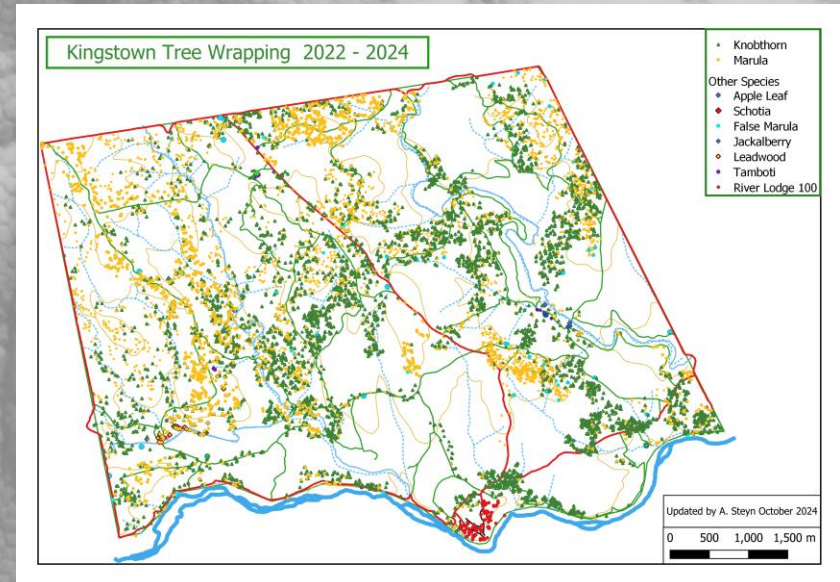 Kingstown Tree Wrapping 2022 - 2024
Knobthorn
Marula
Other Species
Apple Leaf
Schotia
False Marula
Jackalberry
Leadwood
Tamboti
River Lodge 100
Updated by A. Steyn October 2024
0 500 1,000 1,500 m